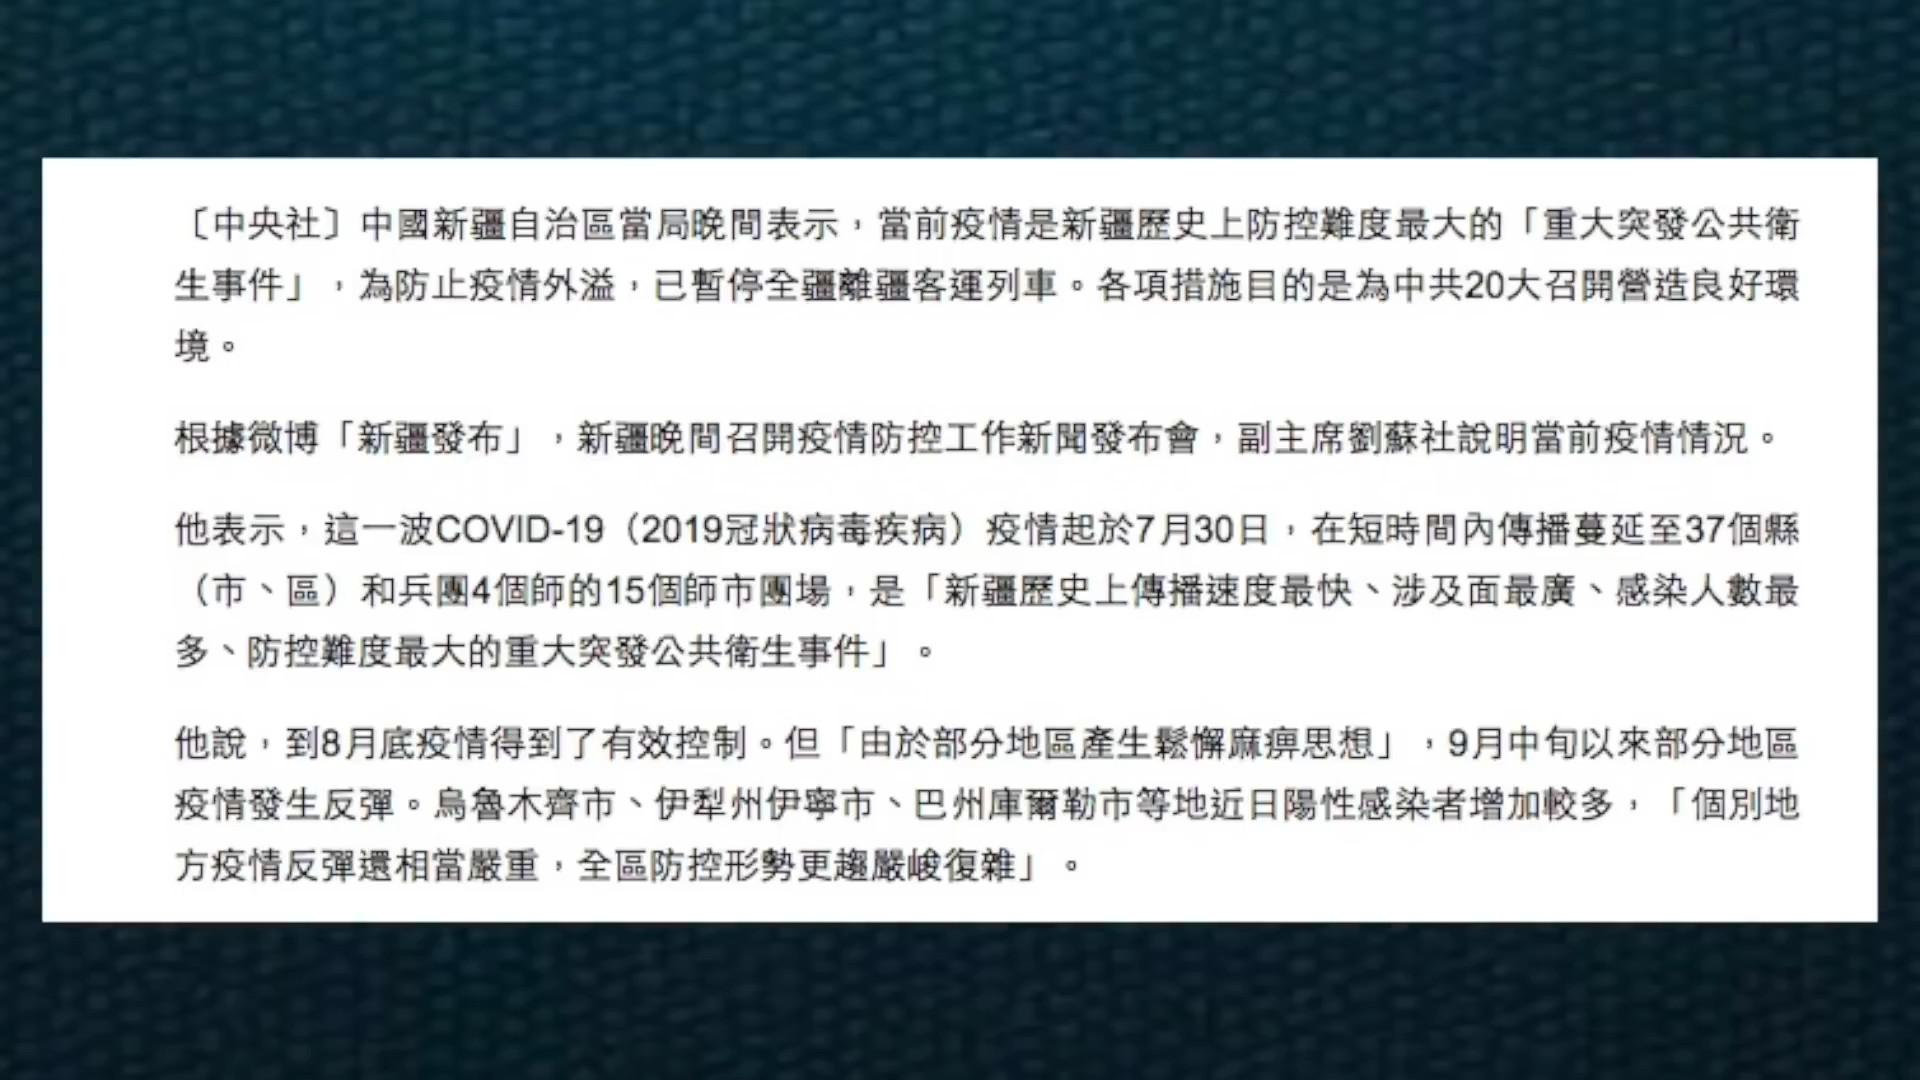 〔中央社〕中國新疆自治區當局晚間表示，當前疫情是新疆歷史上防控難度最大的「重大突發公共衛
生事件」，為防止疫情外溢，已暫停全疆離疆客運列車。各項措施目的是為中共20大召開營造良好環
境。
根據微博「新疆發布」，新疆晚間召開疫情防控工作新聞發布會，副主席劉蘇社說明當前疫情情況。
他表示，這一波COVID-19（2019冠狀病毒疾病）疫情起於7月30日，在短時間內傳播蔓延至37個縣
（市、區）和兵團4個師的15個師市團場，是「新疆歷史上傳播速度最快、涉及面最廣、感染人數最
多、防控難度最大的重大突發公共衛生事件」。
他說，到8月底疫情得到了有效控制。但「由於部分地區產生鬆懈麻痹思想」，9月中旬以來部分地區
疫情發生反彈。烏魯木齊市、伊犁州伊寧市、巴州庫爾勒市等地近日陽性感染者增加較多，「個別地
方疫情反彈還相當嚴重，全區防控形勢更趨嚴峻復雜」。